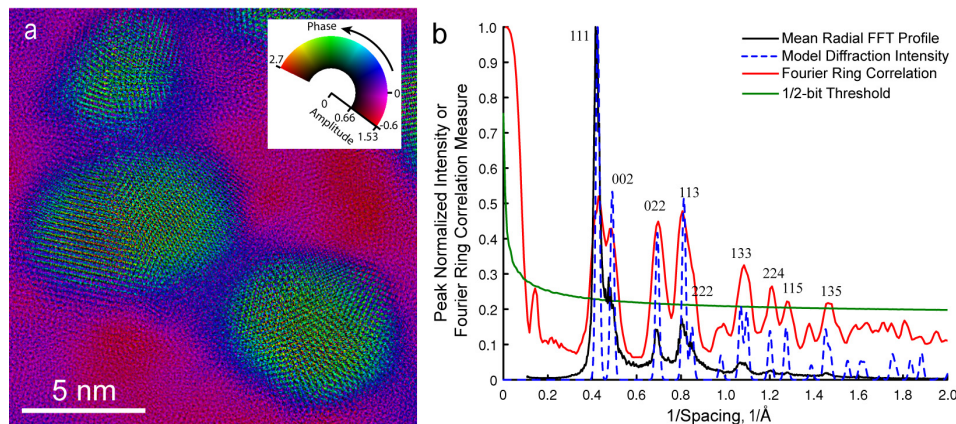 a
Phase
2.7
0
0
0.66
Amplitude
1.53
-0.6
5 nm
b
Peak Normalized Intensity or
Fourier Ring Correlation Measure
1.0
0.9
0.8
0.7
0.6
0.5
0.4
0.3
0.2
0.1
0
111
002
022
113
222
133
224
115
135
Mean Radial FFT Profile
Model Diffraction Intensity
Fourier Ring Correlation
1/2-bit Threshold
0 0.2 0.4 0.6 0.8 1.0 1.2 1.4 1.6 1.8 2.0
1/Spacing, 1/Å